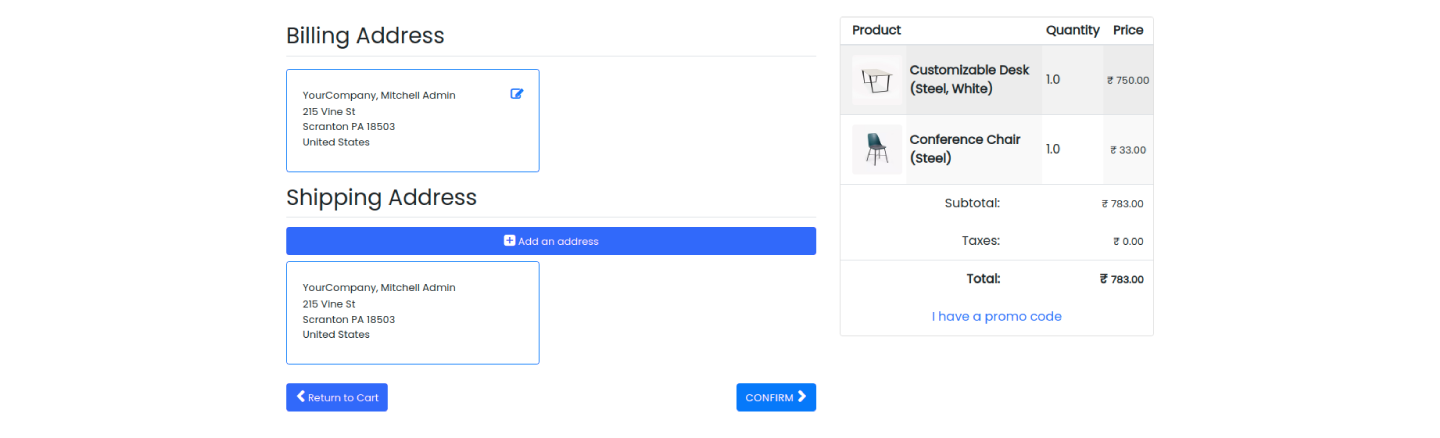 Billing Address
YourCompany, Mitchell Admin
215 Vine St
Scranton PA 18503
United States
Shipping Address
Add an address
YourCompany, Mitchell Admin
215 Vine St
Scranton PA 18503
United States
Return to Cart
CONFIRM
Product Quantity Price
Customizable Desk
(Steel, White) 1.0 ₹ 750.00
Conference Chair
(Steel) 1.0 ₹ 33.00
Subtotal: ₹ 783.00
Taxes: ₹ 0.00
Total: ₹ 783.00
I have a promo code